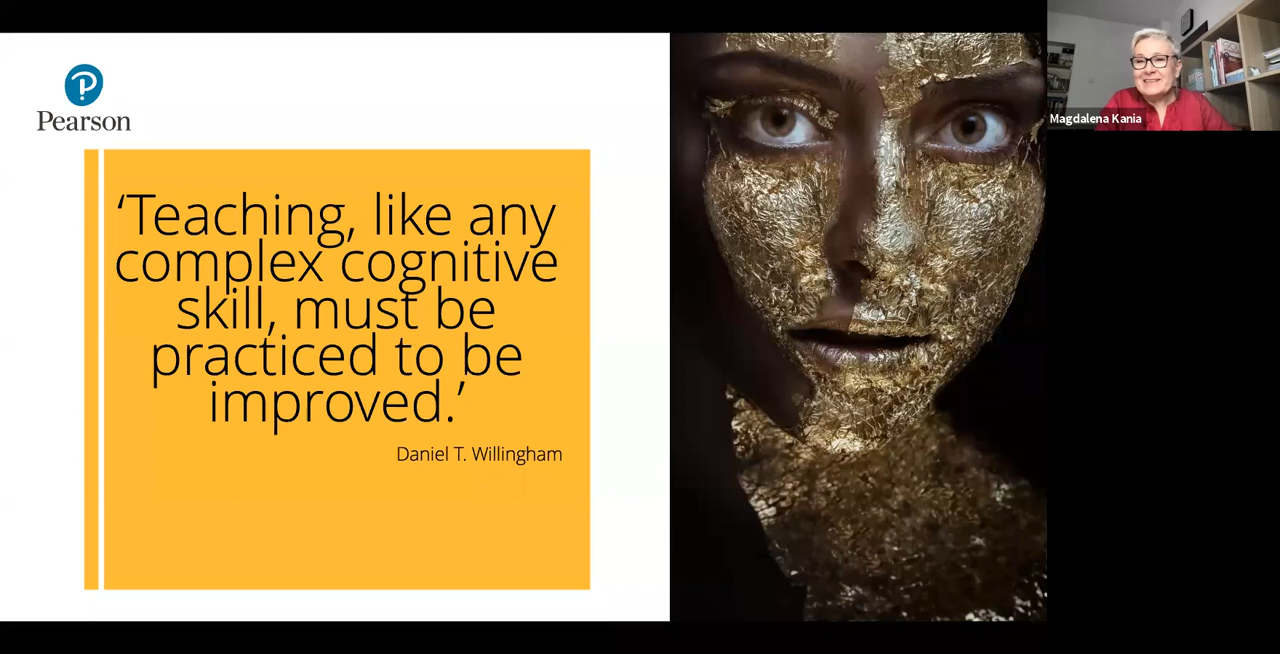 Pearson
‘Teaching, like any
complex cognitive
skill, must be
practiced to be
improved.’
Daniel T. Willingham
Magdalena Kania